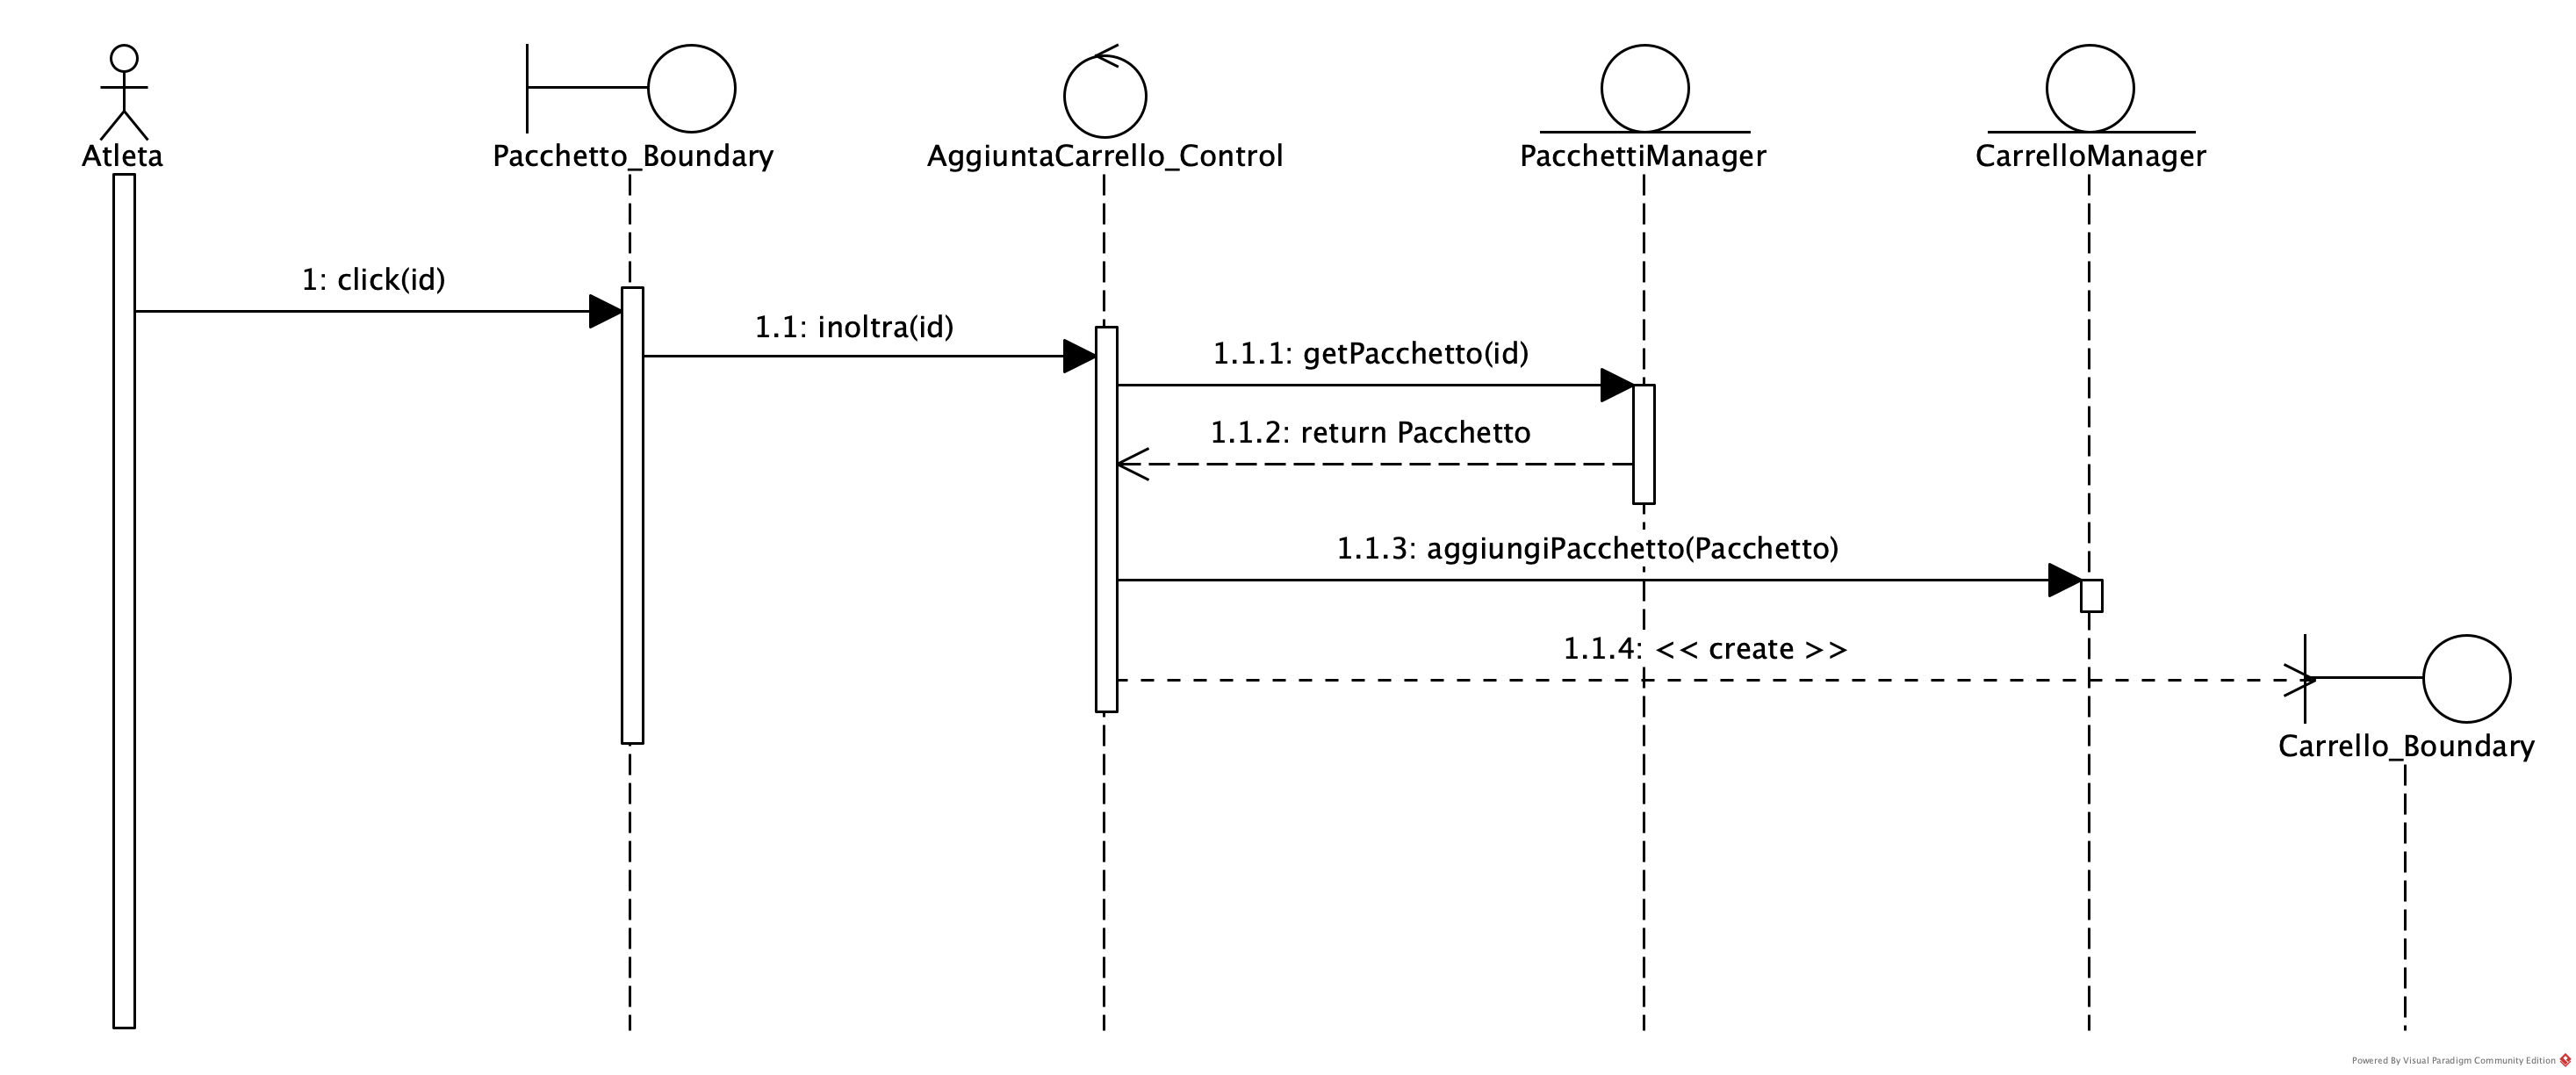 Atleta
Pacchetto_Boundary
AggiuntaCarrello_Control
PacchettiManager
CarrelloManager
1: click(id)
1.1: inoltra(id)
1.1.1: getPacchetto(id)
1.1.2: return Pacchetto
1.1.3: aggiungiPacchetto(Pacchetto)
1.1.4: << create >>
Carrello_Boundary
Powered By Visual Paradigm Community Edition